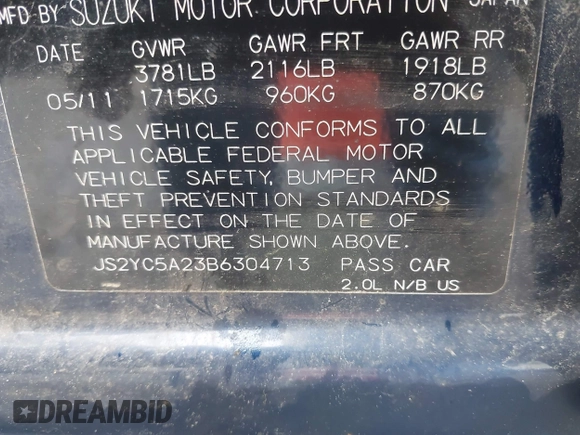 MFD BY SUZUKI MOTOR CORPORATION JAPAN
DATE GVWR GAWR FRT GAWR RR
3781LB 2116LB 1918LB
05/11 1715KG 960KG 870KG
THIS VEHICLE CONFORMS TO ALL
APPLICABLE FEDERAL MOTOR
VEHICLE SAFETY, BUMPER AND
THEFT PREVENTION STANDARDS
IN EFFECT ON THE DATE OF
MANUFACTURE SHOWN ABOVE.
JS2YC5A23B6304713 PASS CAR
2.0L N/B US
DREAMBID